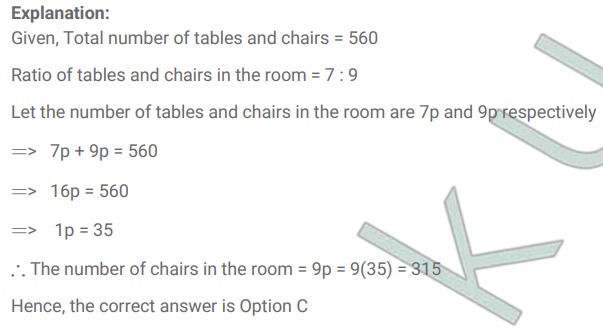 Explanation:
Given, Total number of tables and chairs = 560
Ratio of tables and chairs in the room = 7 : 9
Let the number of tables and chairs in the room are 7p and 9p respectively
=> 7p + 9p = 560
=> 16p = 560
=> 1p = 35
∴ The number of chairs in the room = 9p = 9(35) = 315
Hence, the correct answer is Option C
K U